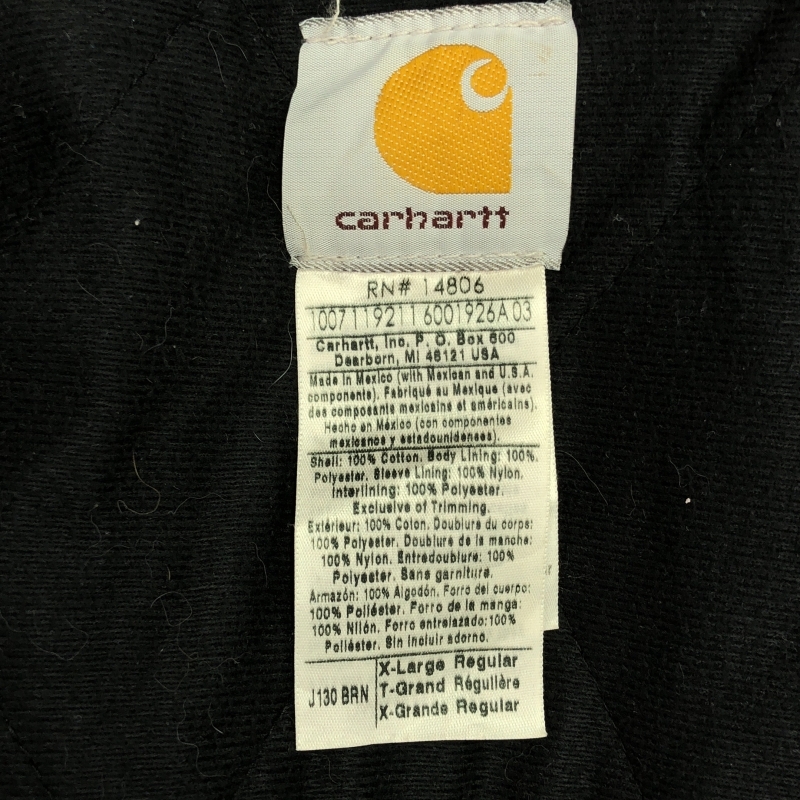 carhartt
RN# 14806
10071192116001926A03
Carhartt, Inc. P. O. Box 600
Dearborn, MI 48121 USA
Made in Mexico (with Mexican and U.S.A.
components). Fabriqué au Mexique (avec
des composants mexicains et américains).
Hecho en México (con componentes
mexicanos y estadounidenses).
Shell: 100% Cotton. Body Lining: 100%.
Polyester. Sleeve Lining: 100% Nylon.
Interlining: 100% Polyester.
Exclusive of Trimming.
Extérieur: 100% Coton. Doublure du corps:
100% Polyester. Doublure de la manche:
100% Nylon. Entredoublure: 100%
Polyester. Sans garniture.
Armazón: 100% Algodón. Forro del cuerpo:
100% Poliéster. Forro de la manga:
100% Nilón. Forro entrelazado: 100%
Poliéster. Sin incluir adorno.
J130 BRN
X-Large Regular
T-Grand Régulière
X-Grande Regular